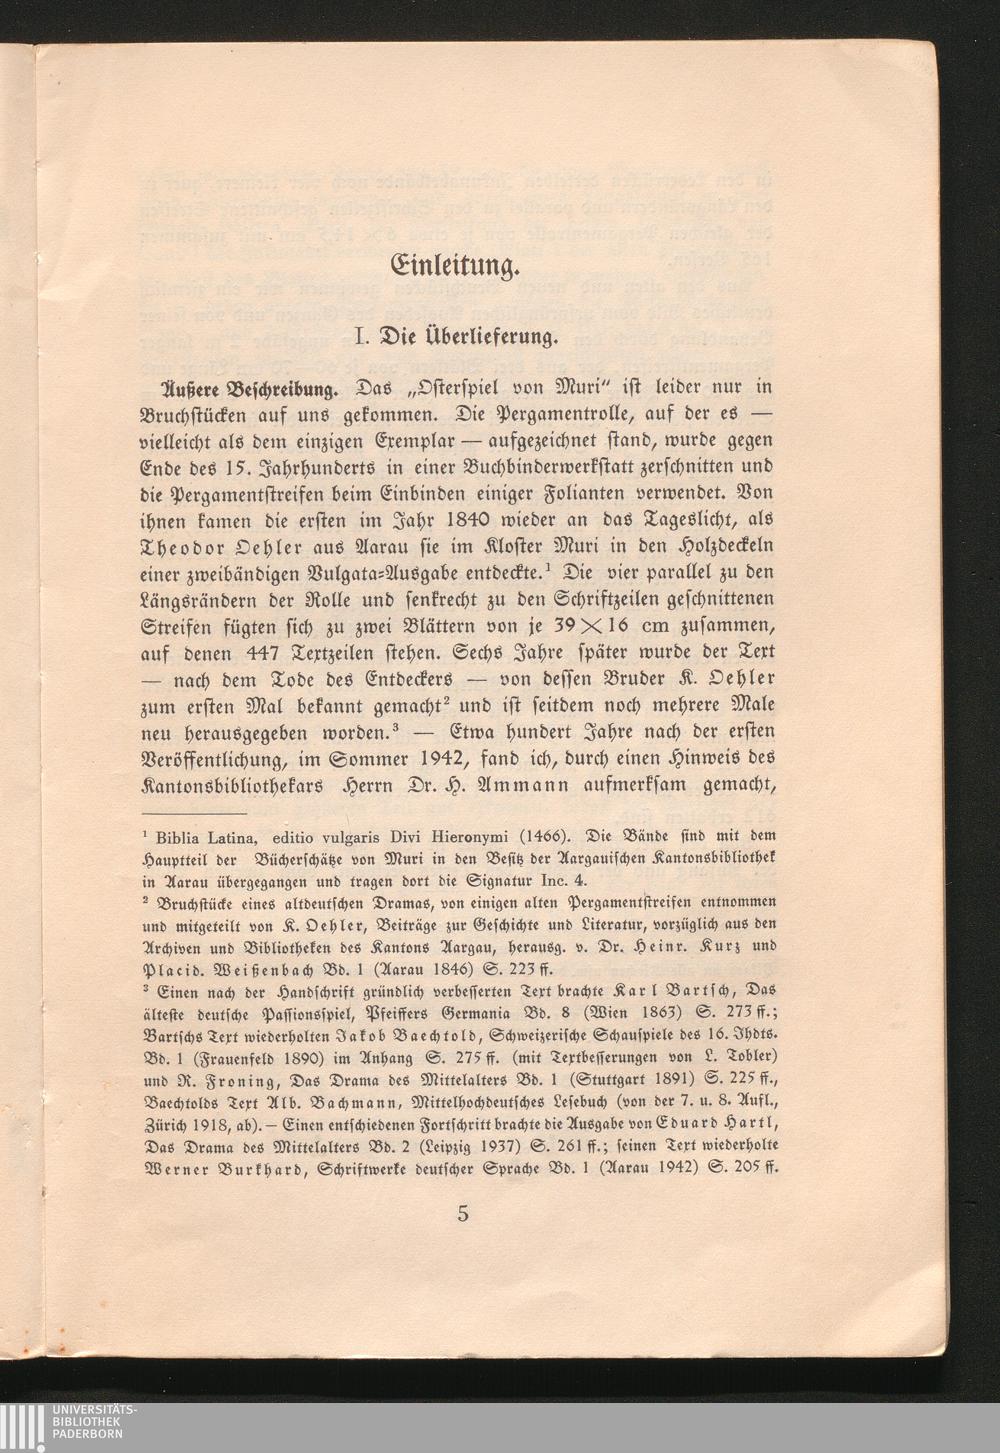 Einleitung.
I. Die Überlieferung.
Äußere Beschreibung. Das „Osterspiel von Muri“ ist leider nur in
Bruchstücken auf uns gekommen. Die Pergamentrolle, auf der es —
vielleicht als dem einzigen Exemplar — aufgezeichnet stand, wurde gegen
Ende des 15. Jahrhunderts in einer Buchbinderwerkstatt zerschnitten und
die Pergamentstreifen beim Einbinden einiger Folianten verwendet. Von
ihnen kamen die ersten im Jahr 1840 wieder an das Tageslicht, als
Theodor Oehler aus Aarau sie im Kloster Muri in den Holzdeckeln
einer zweibändigen Vulgata-Ausgabe entdeckte.¹ Die vier parallel zu den
Längsrändern der Rolle und senkrecht zu den Schriftzeilen geschnittenen
Streifen fügten sich zu zwei Blättern von je 39×16 cm zusammen,
auf denen 447 Textzeilen stehen. Sechs Jahre später wurde der Text
— nach dem Tode des Entdeckers — von dessen Bruder K. Oehler
zum ersten Mal bekannt gemacht² und ist seitdem noch mehrere Male
neu herausgegeben worden.³ — Etwa hundert Jahre nach der ersten
Veröffentlichung, im Sommer 1942, fand ich, durch einen Hinweis des
Kantonsbibliothekars Herrn Dr. H. Ammann aufmerksam gemacht,
¹ Biblia Latina, editio vulgaris Divi Hieronymi (1466). Die Bände sind mit dem
Hauptteil der Bücherschätze von Muri in den Besitz der Aargauischen Kantonsbibliothek
in Aarau übergegangen und tragen dort die Signatur Inc. 4.
² Bruchstücke eines altdeutschen Dramas, von einigen alten Pergamentstreifen entnommen
und mitgeteilt von K. Oehler, Beiträge zur Geschichte und Literatur, vorzüglich aus den
Archiven und Bibliotheken des Kantons Aargau, herausg. v. Dr. Heinr. Kurz und
Placid. Weißenbach Bd. 1 (Aarau 1846) S. 223 ff.
³ Einen nach der Handschrift gründlich verbesserten Text brachte Karl Bartsch, Das
älteste deutsche Passionsspiel, Pfeiffers Germania Bd. 8 (Wien 1863) S. 273 ff.;
Bartschs Text wiederholten Jakob Baechtold, Schweizerische Schauspiele des 16. Jhdts.
Bd. 1 (Frauenfeld 1890) im Anhang S. 275 ff. (mit Textbesserungen von L. Tobler)
und R. Froning, Das Drama des Mittelalters Bd. 1 (Stuttgart 1891) S. 225 ff.,
Baechtolds Text Alb. Bachmann, Mittelhochdeutsches Lesebuch (von der 7. u. 8. Aufl.,
Zürich 1918, ab). — Einen entschiedenen Fortschritt brachte die Ausgabe von Eduard Hartl,
Das Drama des Mittelalters Bd. 2 (Leipzig 1937) S. 261 ff.; seinen Text wiederholte
Werner Burkhard, Schriftwerke deutscher Sprache Bd. 1 (Aarau 1942) S. 205 ff.
5
UNIVERSITÄTS-
BIBLIOTHEK
PADERBORN